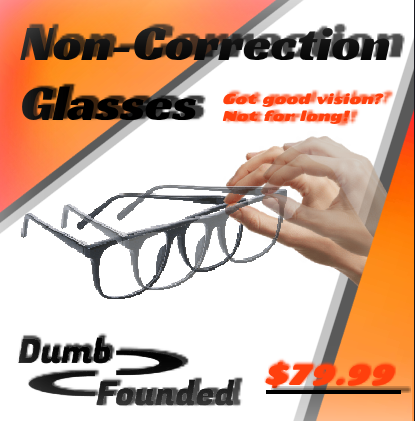 Non-Correction
Glasses
Got good vision?
Not for long!
Dumb
Founded
$79.99